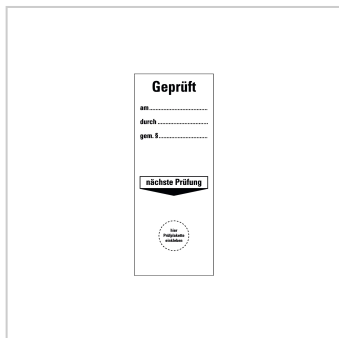 Geprüft
am..............................
durch ..........................
gem. §.........................
nächste Prüfung
hier
Prüfplakette
einkleben